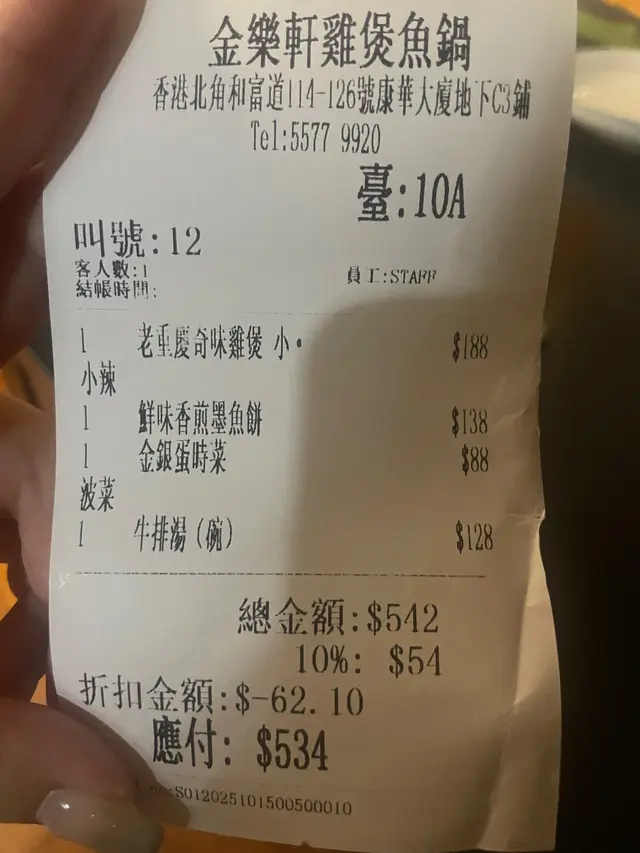 金樂軒雞煲魚鍋
香港北角和富道114-126號康華大廈地下C3鋪
Tel:5577 9920
臺:10A
叫號:12
客人數:1
員工:STAFF
結帳時間:
1 老重慶奇味雞煲 小• $188
小辣
1 鮮味香煎墨魚餅 $138
1 金銀蛋時菜 $88
波菜
1 牛排湯(碗) $128
總金額:$542
10%: $54
折扣金額:$-62.10
應付: $534
S012025101500500010